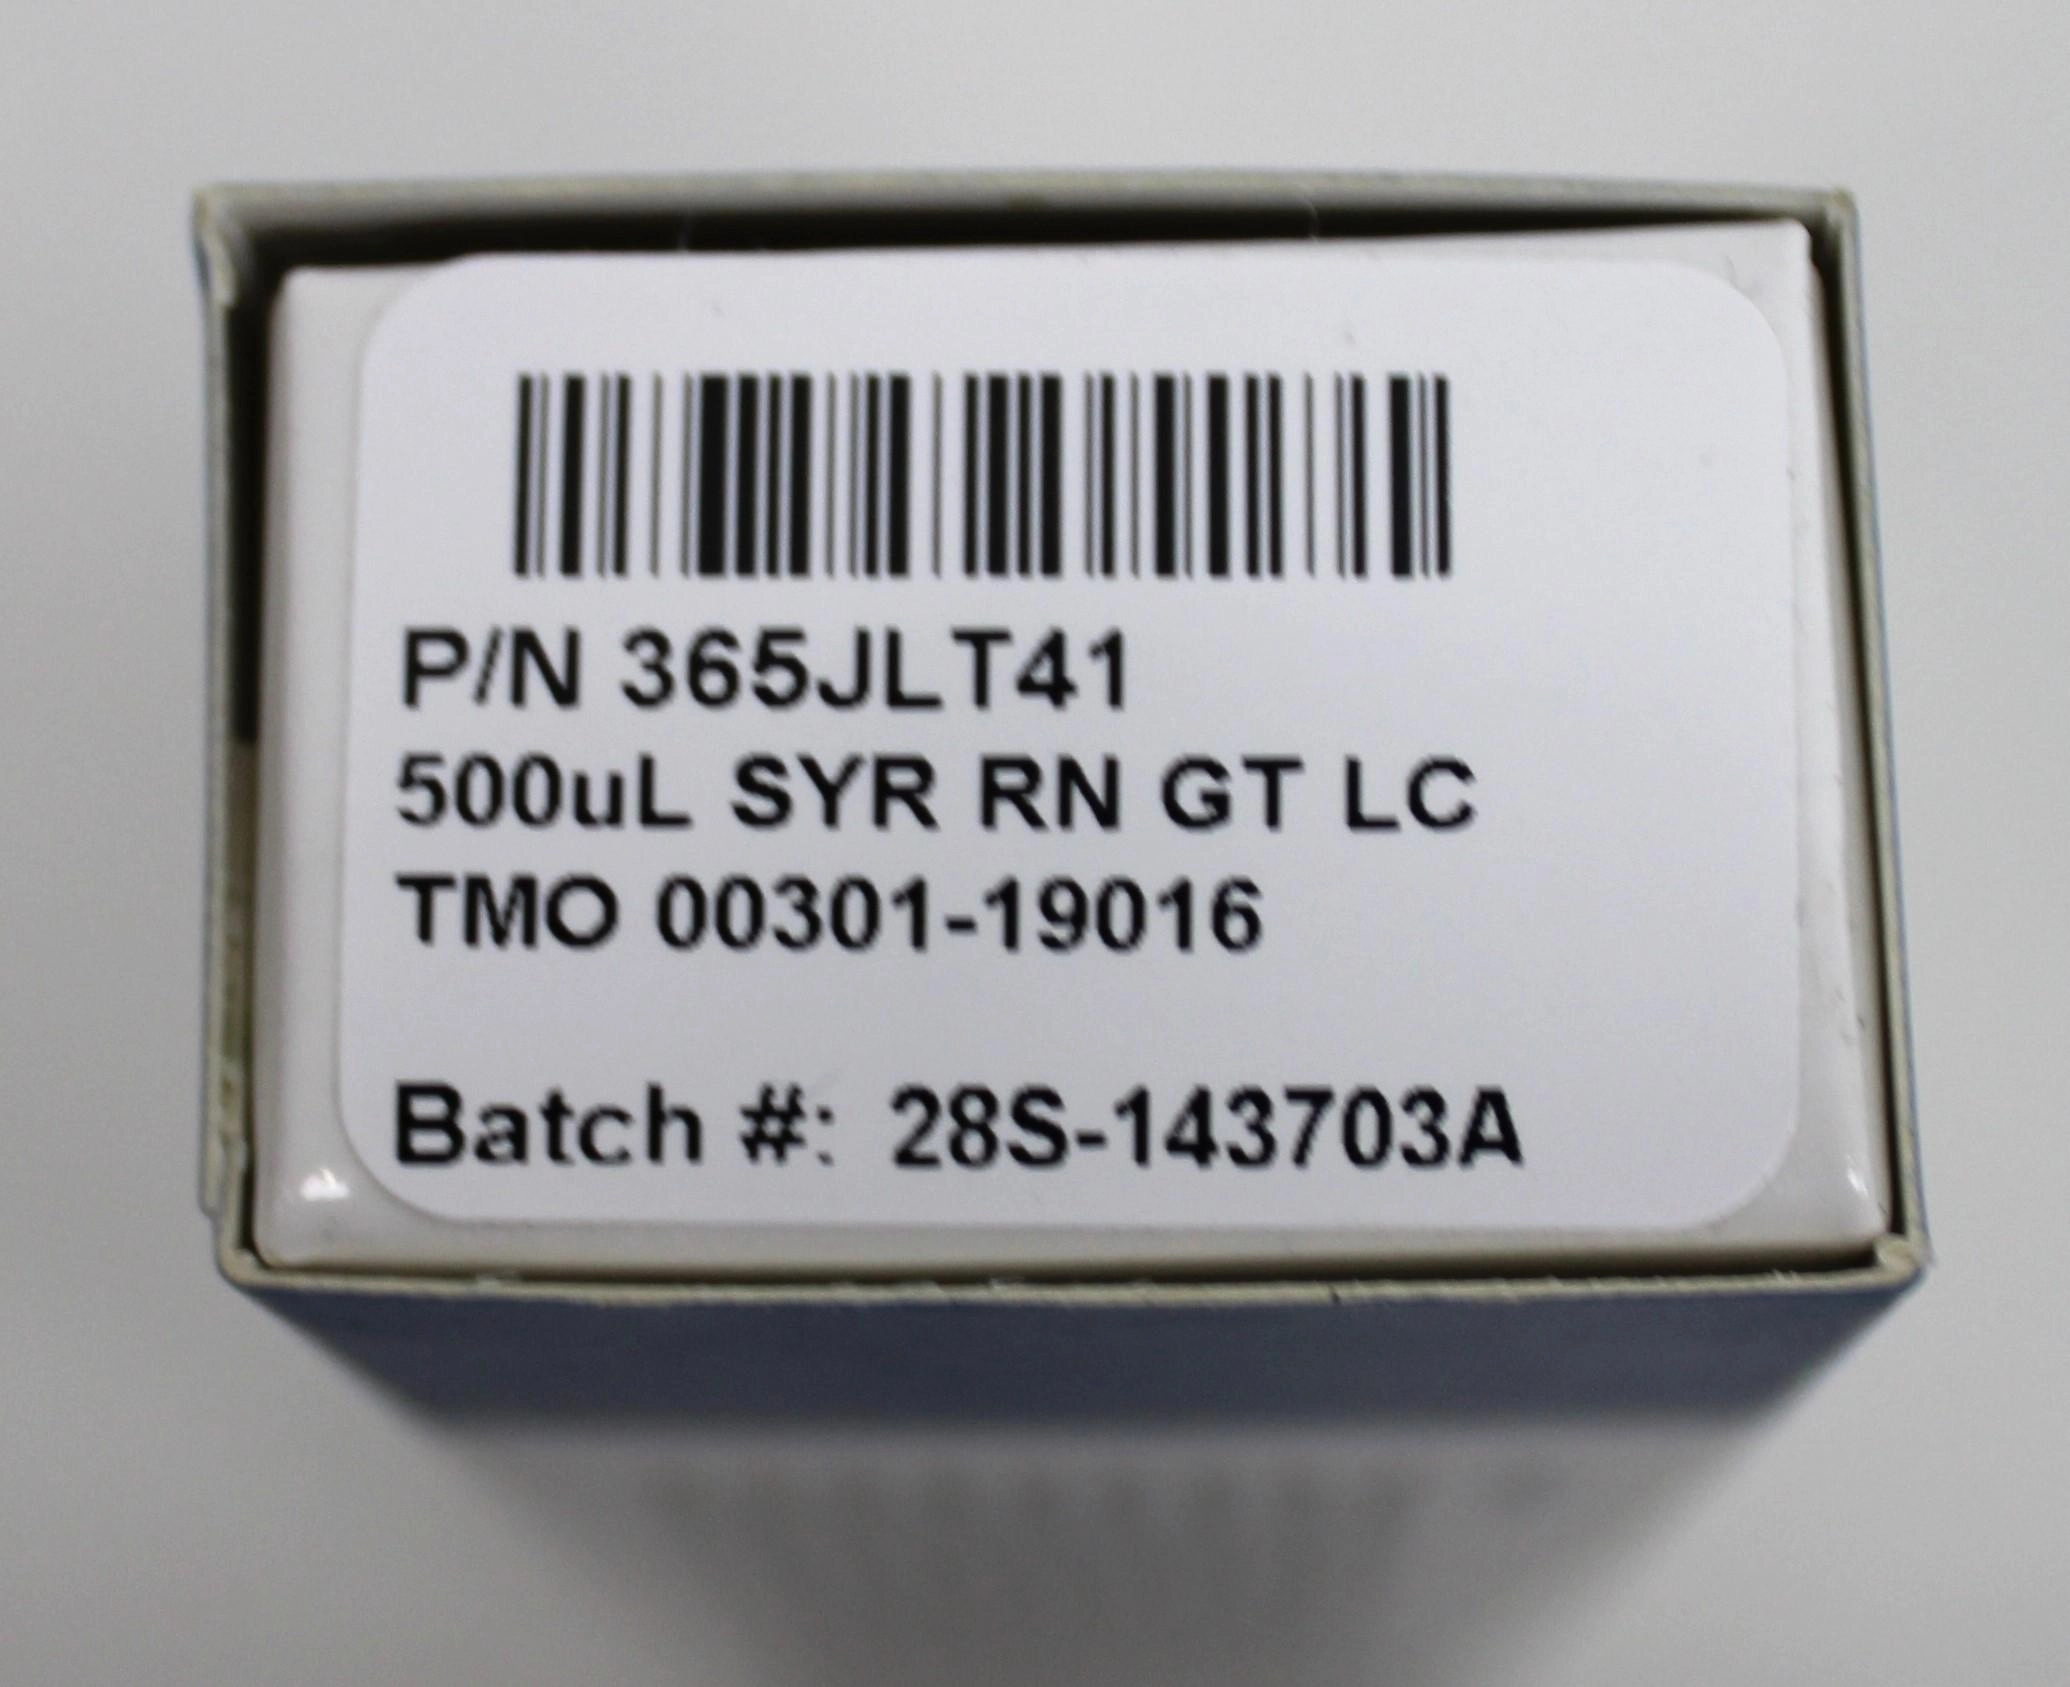 P/N 365JLT41
500uL SYR RN GT LC
TMO 00301-19016
Batch #: 28S-143703A